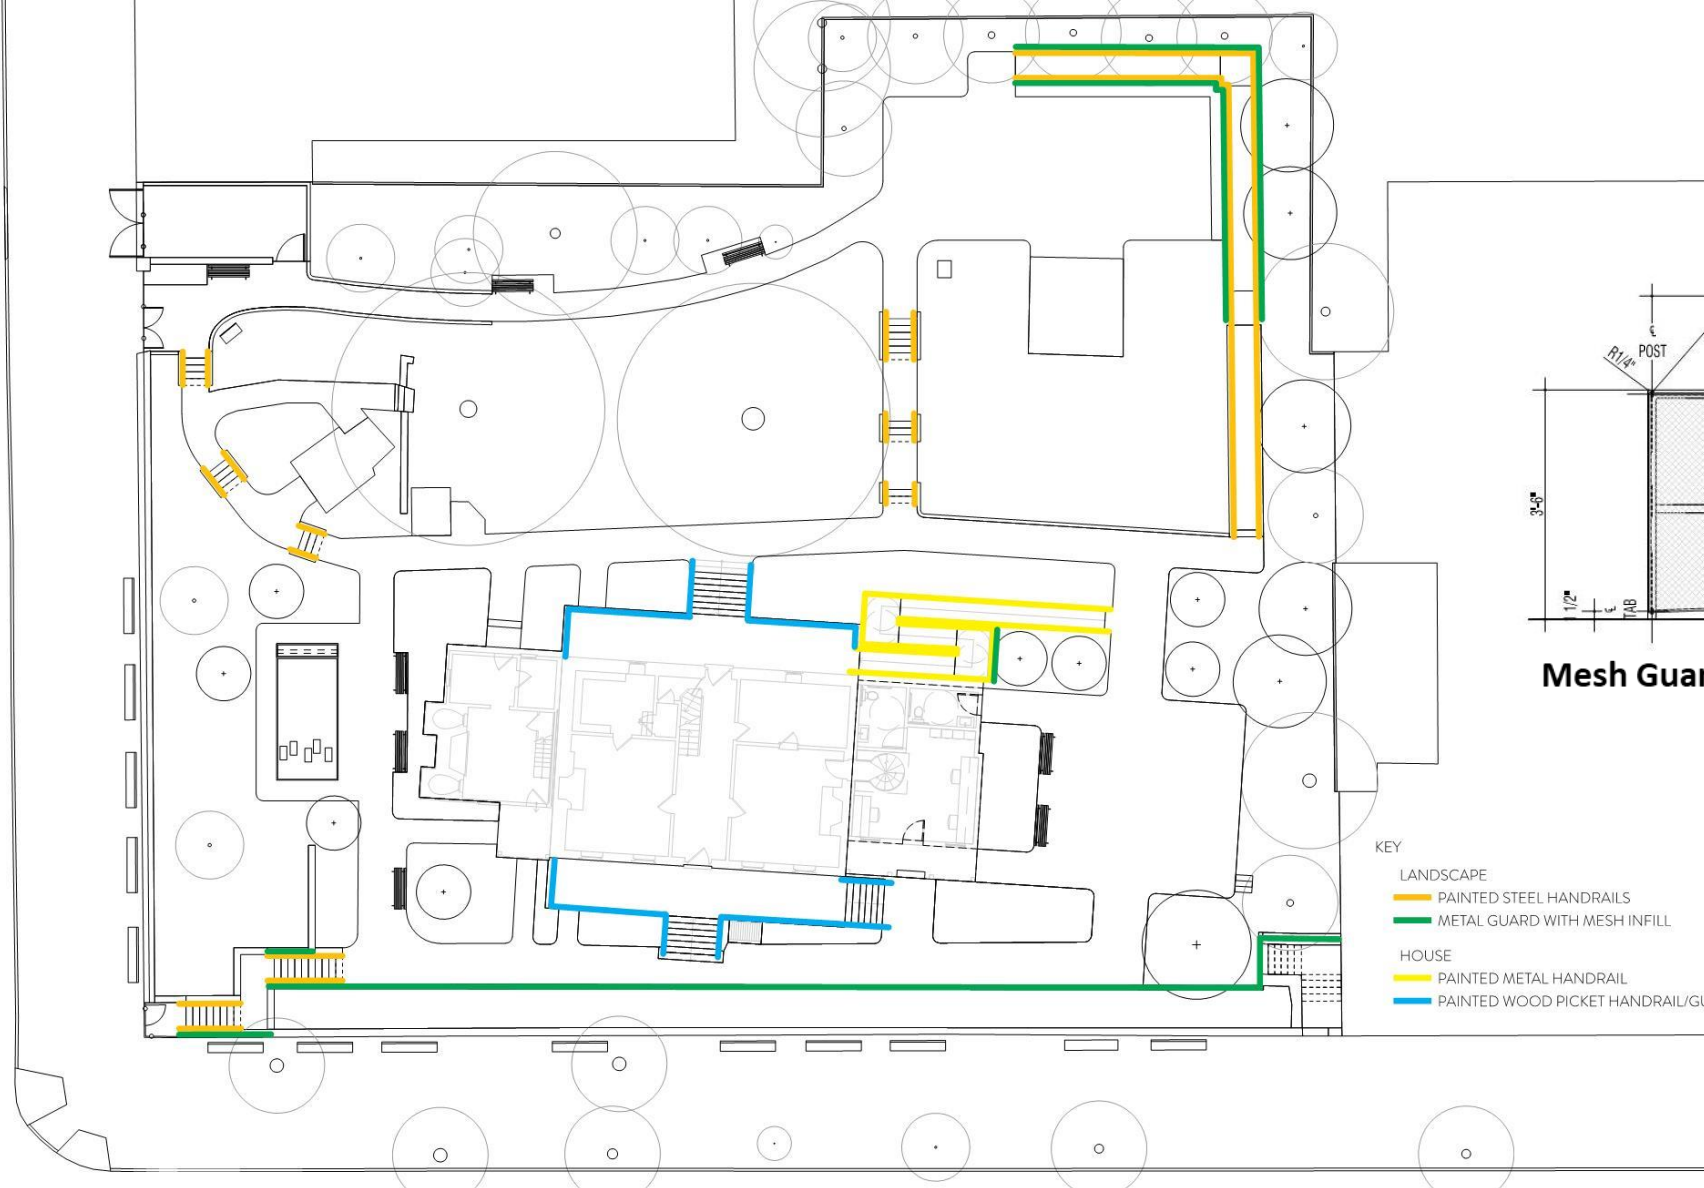 ℄
POST
R1/4"
3'-6"
1/2"
℄
TAB
Mesh Guar
KEY
LANDSCAPE
PAINTED STEEL HANDRAILS
METAL GUARD WITH MESH INFILL
HOUSE
PAINTED METAL HANDRAIL
PAINTED WOOD PICKET HANDRAIL/GU